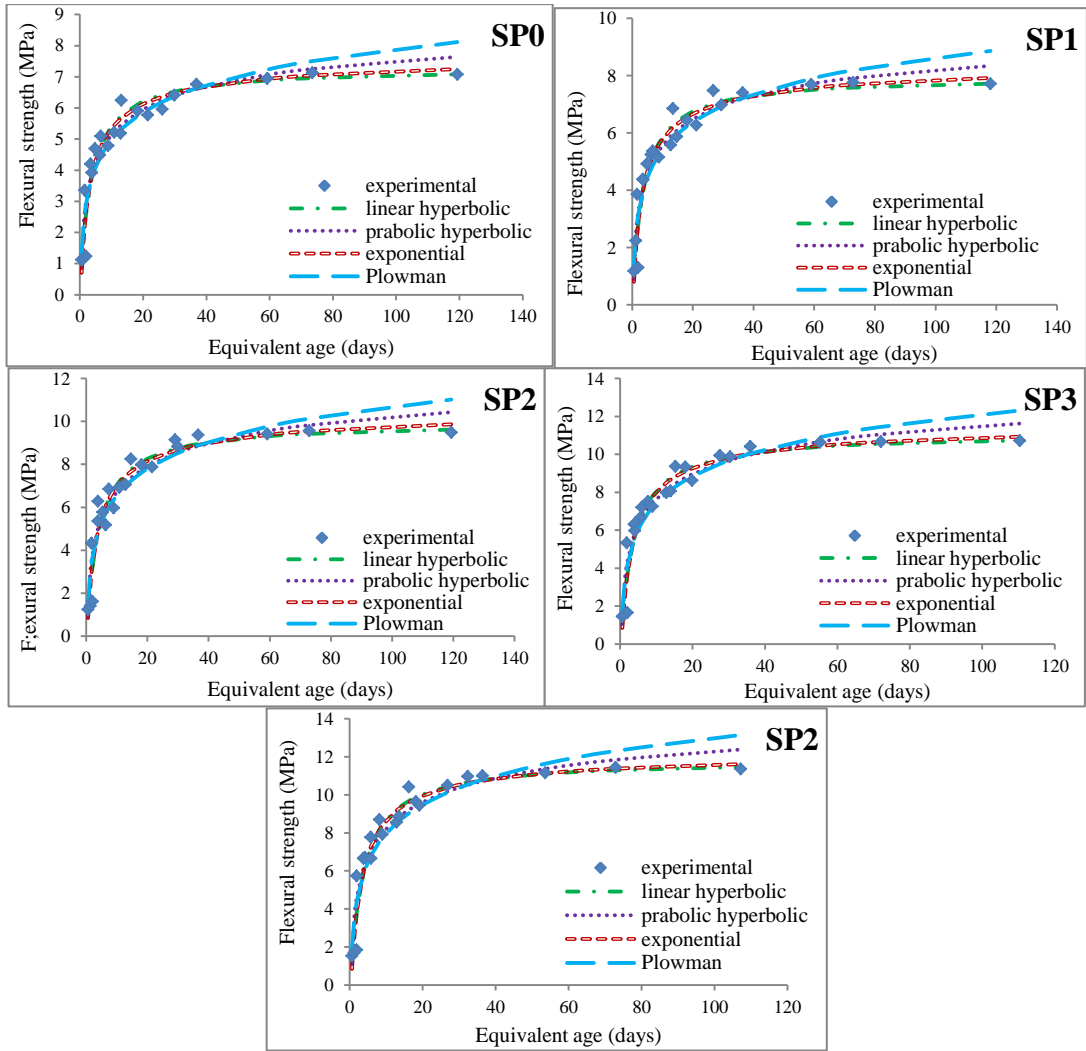 SP0
Flexural strength (MPa)
9
8
7
6
5
4
3
2
1
0
experimental
linear hyperbolic
prabolic hyperbolic
exponential
Plowman
0 20 40 60 80 100 120 140
Equivalent age (days)
SP1
Flexural strength (MPa)
10
8
6
4
2
0
experimental
linear hyperbolic
prabolic hyperbolic
exponential
Plowman
0 20 40 60 80 100 120
Equivalent age (days)
SP2
F;exural strength (MPa)
12
10
8
6
4
2
0
experimental
linear hyperbolic
prabolic hyperbolic
exponential
Plowman
0 20 40 60 80 100 120 140
Equivalent age (days)
SP3
Flexural strength (MPa)
14
12
10
8
6
4
2
0
experimental
linear hyperbolic
prabolic hyperbolic
exponential
Plowman
0 20 40 60 80 100 120
Equivalent age (days)
SP2
Flexural strength (MPa)
14
12
10
8
6
4
2
0
experimental
linear hyperbolic
prabolic hyperbolic
exponential
Plowman
0 20 40 60 80 100 120
Equivalent age (days)